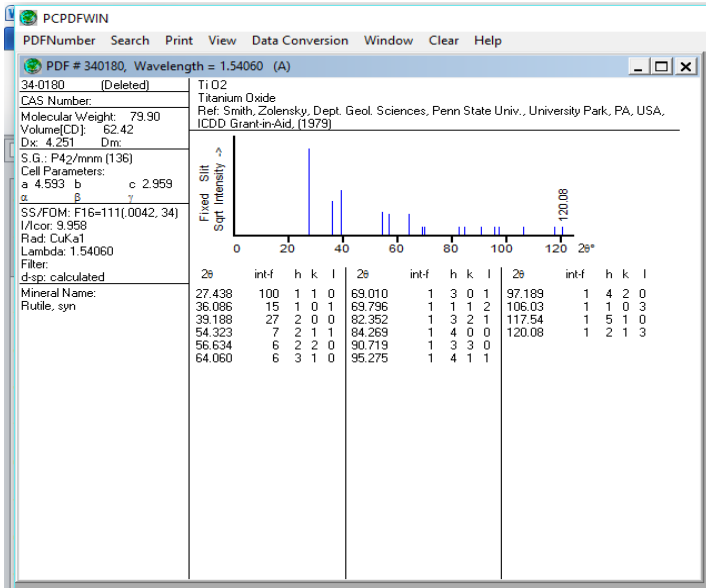 PCPDFWIN
PDFNumber Search Print View Data Conversion Window Clear Help
PDF # 340180, Wavelength = 1.54060 (A)
34-0180 (Deleted)
CAS Number:
Molecular Weight: 79.90
Volume[CD]: 62.42
Dx: 4.251 Dm:
S.G.: P42/mnm (136)
Cell Parameters:
a 4.593 b c 2.959
α β γ
SS/FOM: F16=111(.0042, 34)
I/Icor: 9.958
Rad: CuKa1
Lambda: 1.54060
Filter:
d-sp: calculated
Mineral Name:
Rutile, syn
Ti O2
Titanium Oxide
Ref: Smith, Zolensky, Dept. Geol. Sciences, Penn State Univ., University Park, PA, USA,
ICDD Grant-in-Aid, (1979)
Fixed Slit
Sqrt Intensity ->
120.08
0 20 40 60 80 100 120 2θ°
2θ int-f h k l 2θ int-f h k l 2θ int-f h k l
27.438 100 1 1 0 69.010 1 3 0 1 97.189 1 4 2 0
36.086 15 1 0 1 69.796 1 1 1 2 106.03 1 1 0 3
39.188 27 2 0 0 82.352 1 3 2 1 117.54 1 5 1 0
54.323 7 2 1 1 84.269 1 4 0 0 120.08 1 2 1 3
56.634 6 2 2 0 90.719 1 3 3 0
64.060 6 3 1 0 95.275 1 4 1 1